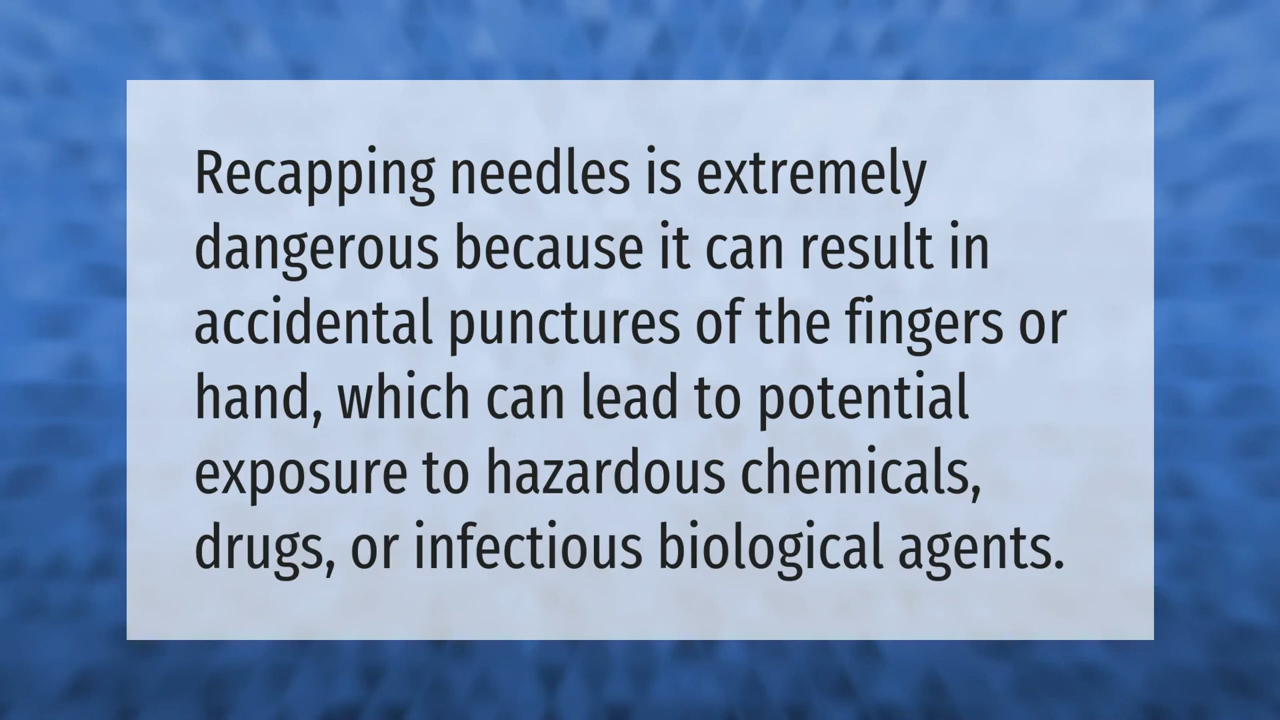 Recapping needles is extremely
dangerous because it can result in
accidental punctures of the fingers or
hand, which can lead to potential
exposure to hazardous chemicals,
drugs, or infectious biological agents.